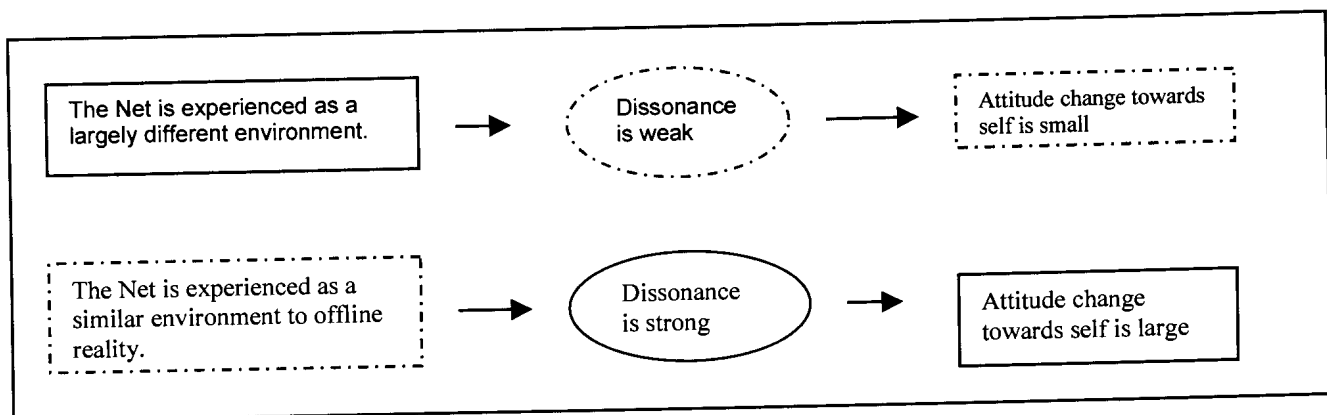 The Net is experienced as a
largely different environment.
Dissonance
is weak
Attitude change towards
self is small
The Net is experienced as a
similar environment to offline
reality.
Dissonance
is strong
Attitude change
towards self is large